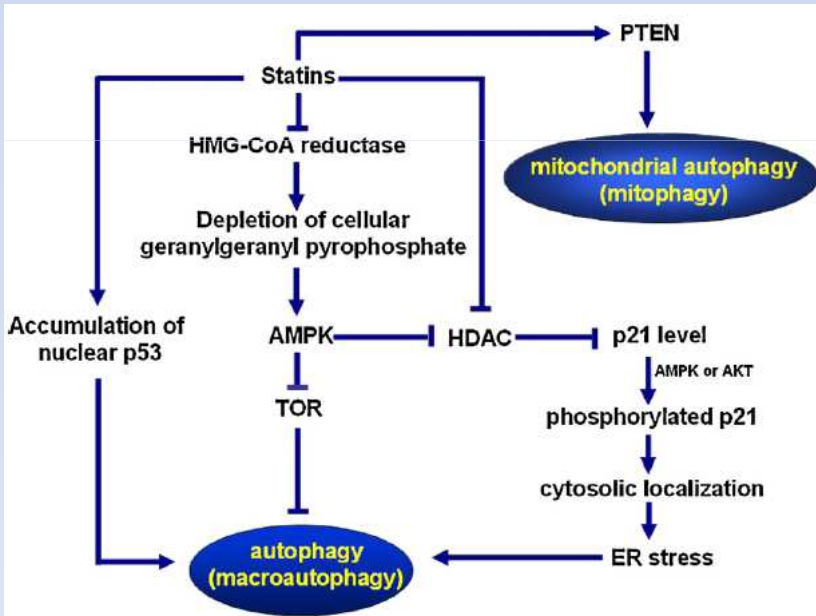 PTEN
Statins
HMG-CoA reductase
mitochondrial autophagy
(mitophagy)
Depletion of cellular
geranylgeranyl pyrophosphate
Accumulation of
nuclear p53
AMPK
HDAC
p21 level
AMPK or AKT
TOR
phosphorylated p21
cytosolic localization
autophagy
(macroautophagy)
ER stress